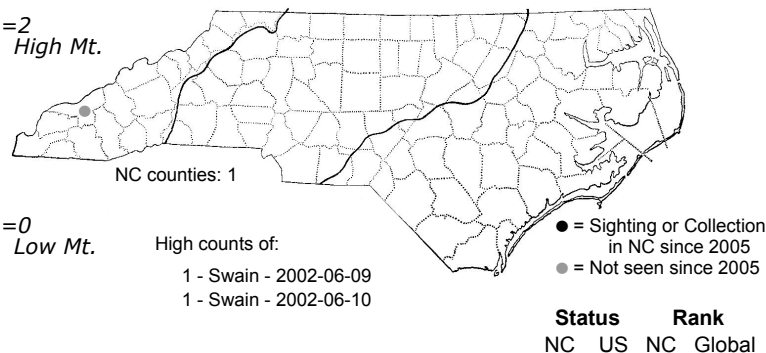 =2
High Mt.
NC counties: 1
=0
Low Mt.
High counts of:
1 - Swain - 2002-06-09
1 - Swain - 2002-06-10
= Sighting or Collection
in NC since 2005
= Not seen since 2005
Status Rank
NC US NC Global